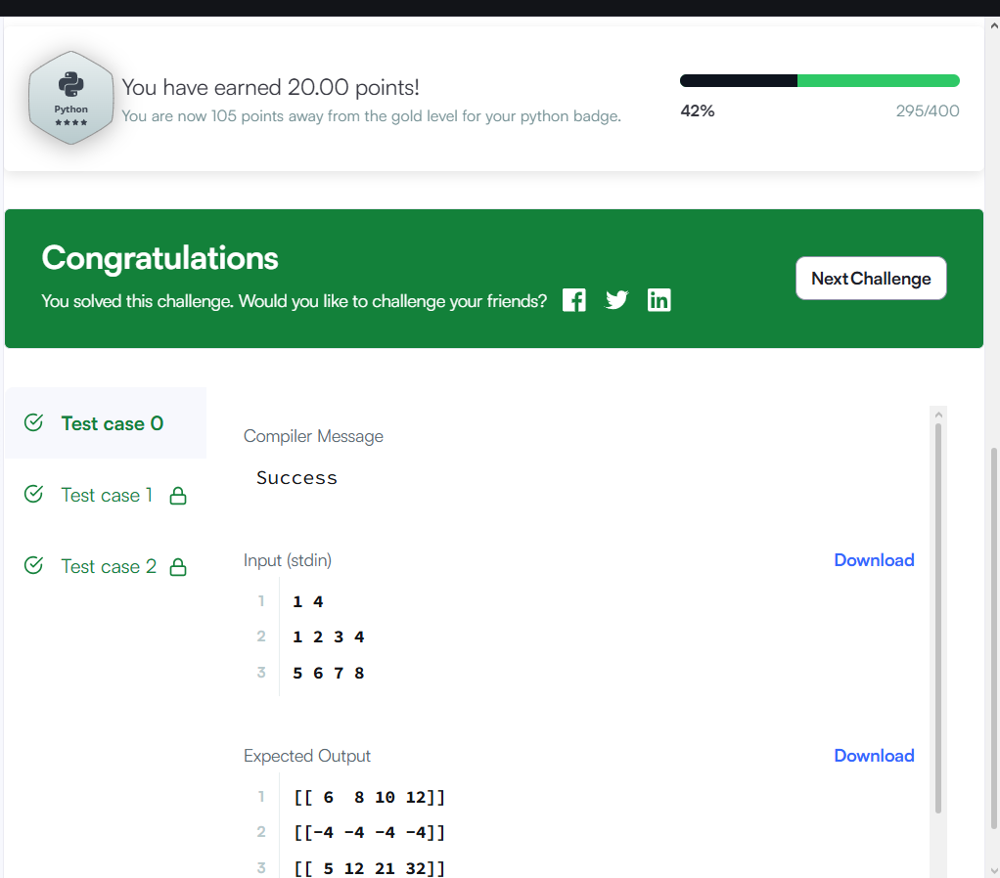 Python
★★★★
You have earned 20.00 points!
You are now 105 points away from the gold level for your python badge.
42% 295/400
Congratulations
You solved this challenge. Would you like to challenge your friends?
Next Challenge
Test case 0
Test case 1
Test case 2
Compiler Message
Success
Input (stdin) Download
1 1 4
2 1 2 3 4
3 5 6 7 8
Expected Output Download
1 [[ 6  8 10 12]]
2 [[-4 -4 -4 -4]]
3 [[ 5 12 21 32]]